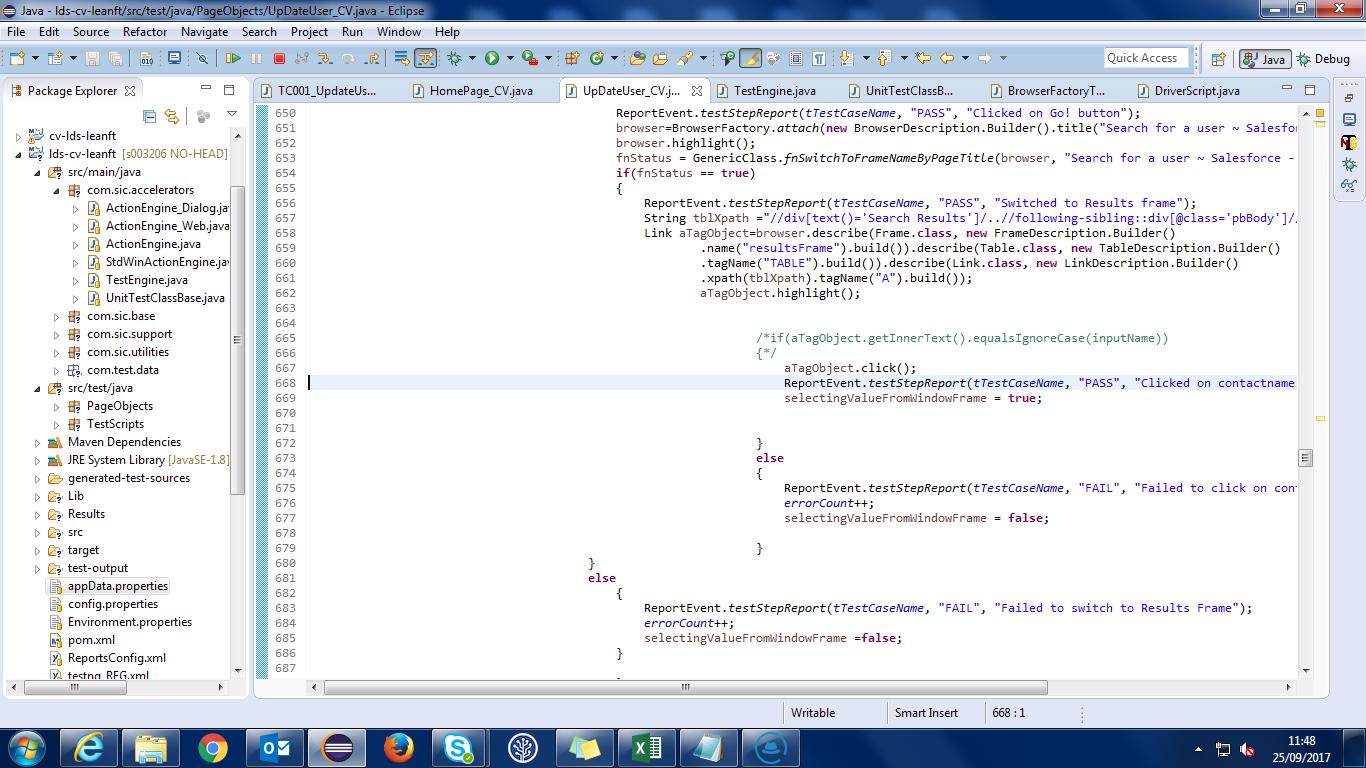 Java - lds-cv-leanft/src/test/java/PageObjects/UpDateUser_CV.java - Eclipse
File Edit Source Refactor Navigate Search Project Run Window Help
Quick Access Java Debug
Package Explorer
TC001_UpdateUs... HomePage_CV.java UpDateUser_CV.j... TestEngine.java UnitTestClassB... BrowserFactoryT... DriverScript.java
cv-lds-leanft
lds-cv-leanft [s003206 NO-HEAD]
src/main/java
com.sic.accelerators
ActionEngine_Dialog.jav
ActionEngine_Web.java
ActionEngine.java
StdWinActionEngine.jav
TestEngine.java
UnitTestClassBase.java
com.sic.base
com.sic.support
com.sic.utilities
com.test.data
src/test/java
PageObjects
TestScripts
Maven Dependencies
JRE System Library [JavaSE-1.8]
generated-test-sources
Lib
Results
src
target
test-output
appData.properties
config.properties
Environment.properties
pom.xml
ReportsConfig.xml
testng_REG.xml
650 ReportEvent.testStepReport(tTestCaseName, "PASS", "Clicked on Go! button");
651 browser=BrowserFactory.attach(new BrowserDescription.Builder().title("Search for a user ~ Salesfor
652 browser.highlight();
653 fnStatus = GenericClass.fnSwitchToFrameNameByPageTitle(browser, "Search for a user ~ Salesforce -
654 if(fnStatus == true)
655 {
656 ReportEvent.testStepReport(tTestCaseName, "PASS", "Switched to Results frame");
657 String tblXpath ="//div[text()='Search Results']/..//following-sibling::div[@class='pbBody']/.
658 Link aTagObject=browser.describe(Frame.class, new FrameDescription.Builder()
659 .name("resultsFrame").build()).describe(Table.class, new TableDescription.Builder()
660 .tagName("TABLE").build()).describe(Link.class, new LinkDescription.Builder()
661 .xpath(tblXpath).tagName("A").build());
662 aTagObject.highlight();
663
664
665 /*if(aTagObject.getInnerText().equalsIgnoreCase(inputName))
666 {*/
667 aTagObject.click();
668 ReportEvent.testStepReport(tTestCaseName, "PASS", "Clicked on contactname
669 selectingValueFromWindowFrame = true;
670
671
672 }
673 else
674 {
675 ReportEvent.testStepReport(tTestCaseName, "FAIL", "Failed to click on cont
676 errorCount++;
677 selectingValueFromWindowFrame = false;
678
679 }
680 }
681 else
682 {
683 ReportEvent.testStepReport(tTestCaseName, "FAIL", "Failed to switch to Results Frame");
684 errorCount++;
685 selectingValueFromWindowFrame =false;
686 }
687
Writable Smart Insert 668 : 1
11:48
25/09/2017